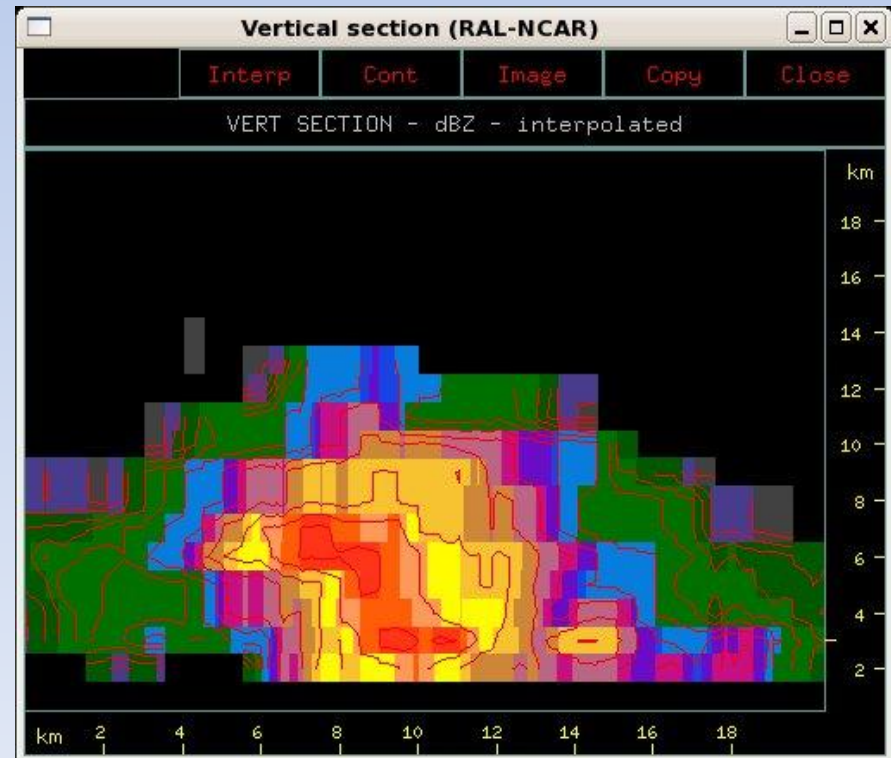 Vertical section (RAL-NCAR)
Interp Cont Image Copy Close
VERT SECTION - dBZ - interpolated
km
18
16
14
12
10
8
6
4
2
km 2 4 6 8 10 12 14 16 18